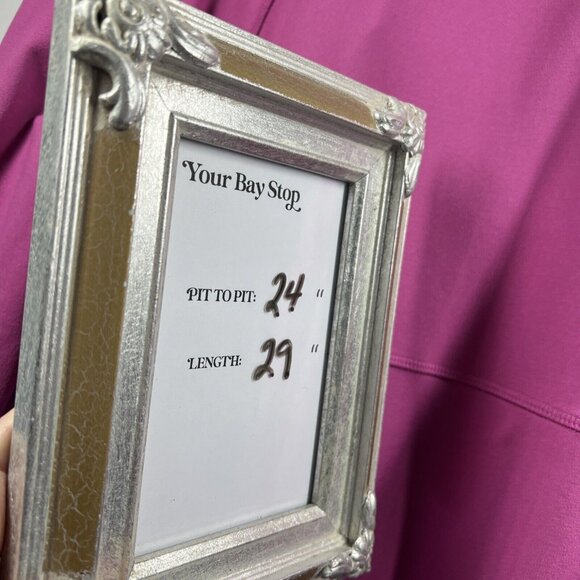 Your Bay Stop
PIT TO PIT: 24 "
LENGTH: 29 "